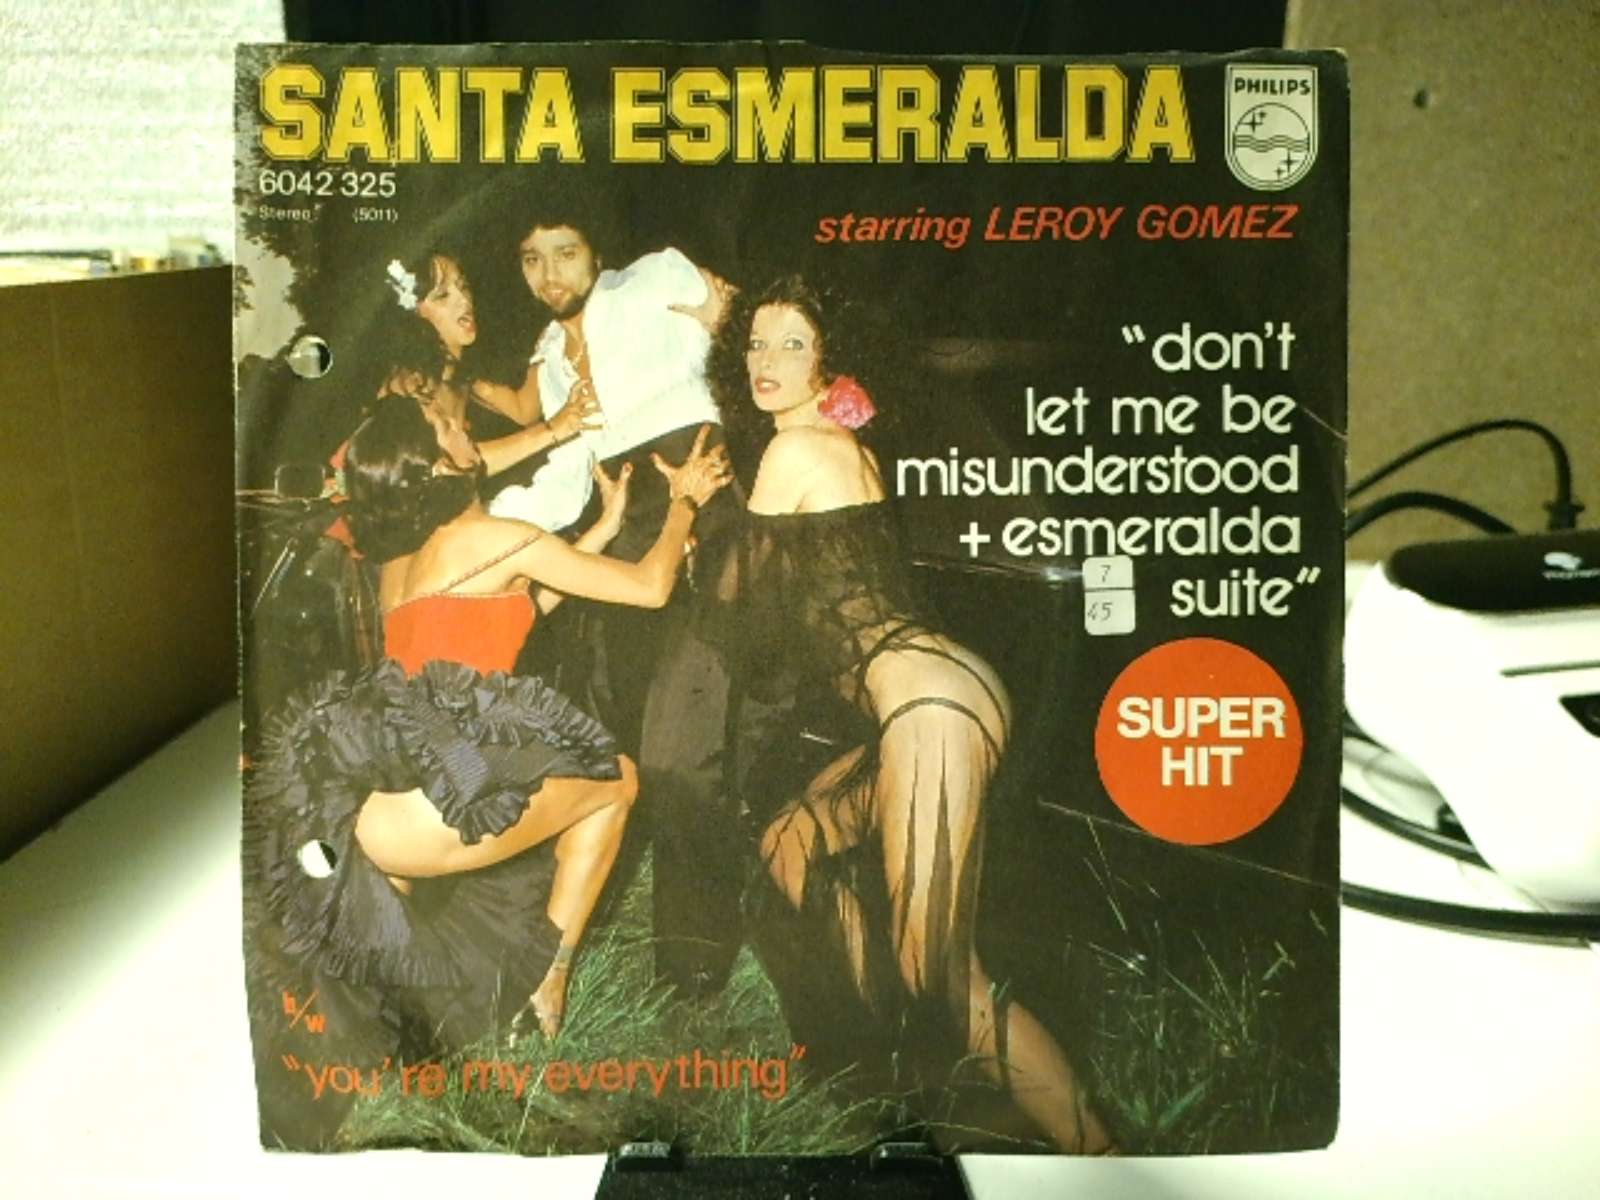 SANTA ESMERALDA
PHILIPS
6042 325
Stereo (5011)
starring LEROY GOMEZ
"don't
let me be
misunderstood
+ esmeralda
suite"
7
45
SUPER
HIT
b/w
"you're my everything"